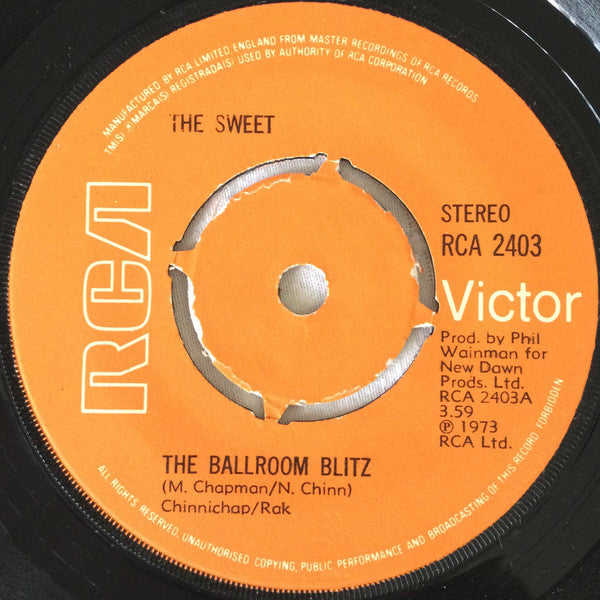 MANUFACTURED BY RCA LIMITED, ENGLAND FROM MASTER RECORDINGS OF RCA RECORDS
TM(S) ® MARCA(S) REGISTRADA(S) USED BY AUTHORITY OF RCA CORPORATION
THE SWEET
RCA
STEREO
RCA 2403
Victor
Prod. by Phil
Wainman for
New Dawn
Prods. Ltd.
RCA 2403A
3.59
℗ 1973
RCA Ltd.
THE BALLROOM BLITZ
(M. Chapman/N. Chinn)
Chinnichap/Rak
ALL RIGHTS RESERVED, UNAUTHORISED COPYING, PUBLIC PERFORMANCE AND BROADCASTING OF THIS RECORD FORBIDDEN